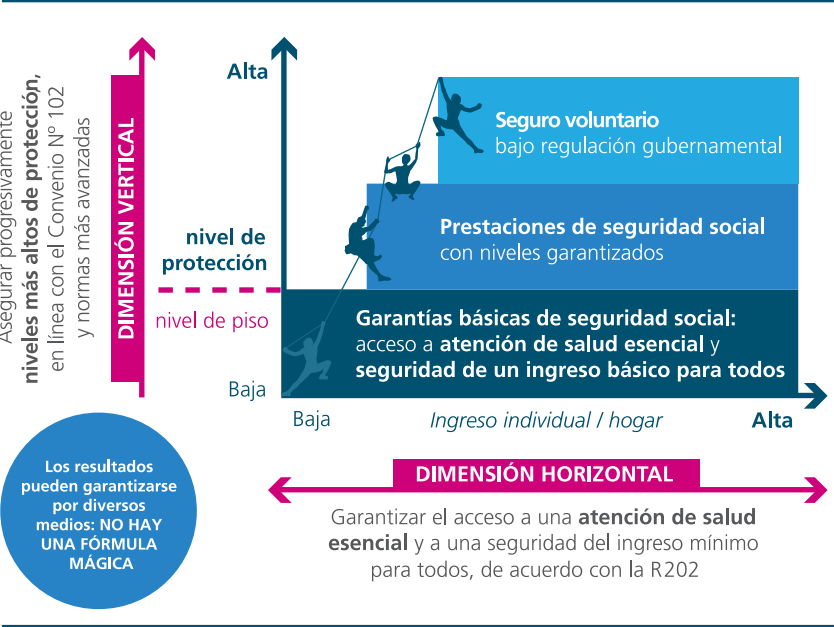 Asegurar progresivamente
niveles más altos de protección,
en línea con el Convenio Nº 102
y normas más avanzadas
DIMENSIÓN VERTICAL
Alta
nivel de
protección
nivel de piso
Baja
Seguro voluntario
bajo regulación gubernamental
Prestaciones de seguridad social
con niveles garantizados
Garantías básicas de seguridad social:
acceso a atención de salud esencial y
seguridad de un ingreso básico para todos
Baja
Ingreso individual / hogar
Alta
Los resultados
pueden garantizarse
por diversos
medios: NO HAY
UNA FÓRMULA
MÁGICA
DIMENSIÓN HORIZONTAL
Garantizar el acceso a una atención de salud
esencial y a una seguridad del ingreso mínimo
para todos, de acuerdo con la R202